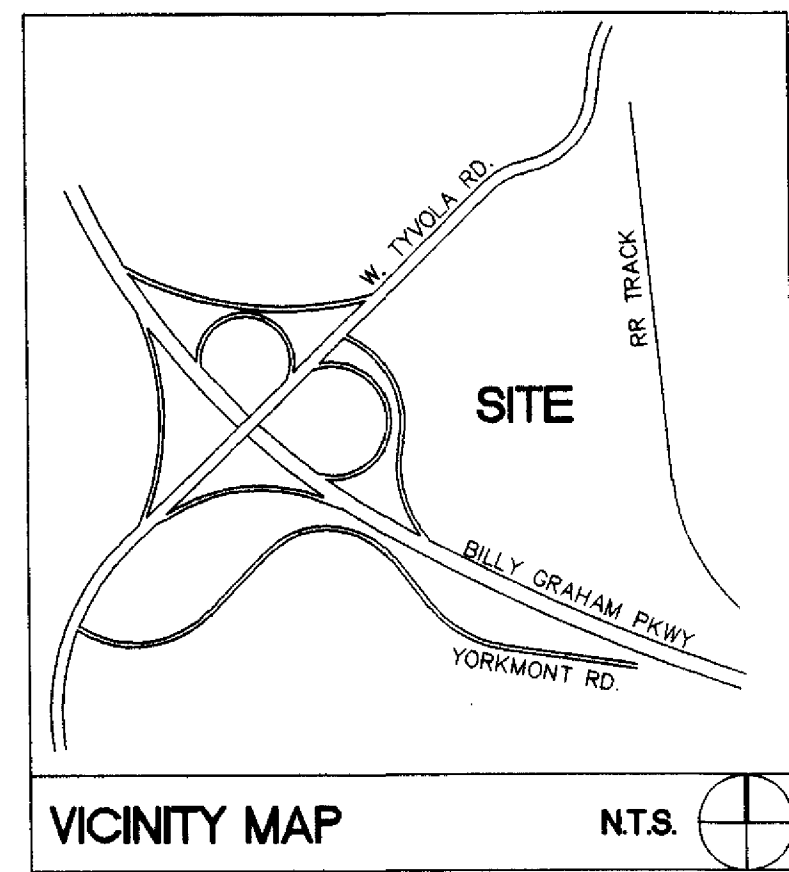 W. TYVOLA RD.
RR TRACK
SITE
BILLY GRAHAM PKWY
YORKMONT RD.
VICINITY MAP
N.T.S.